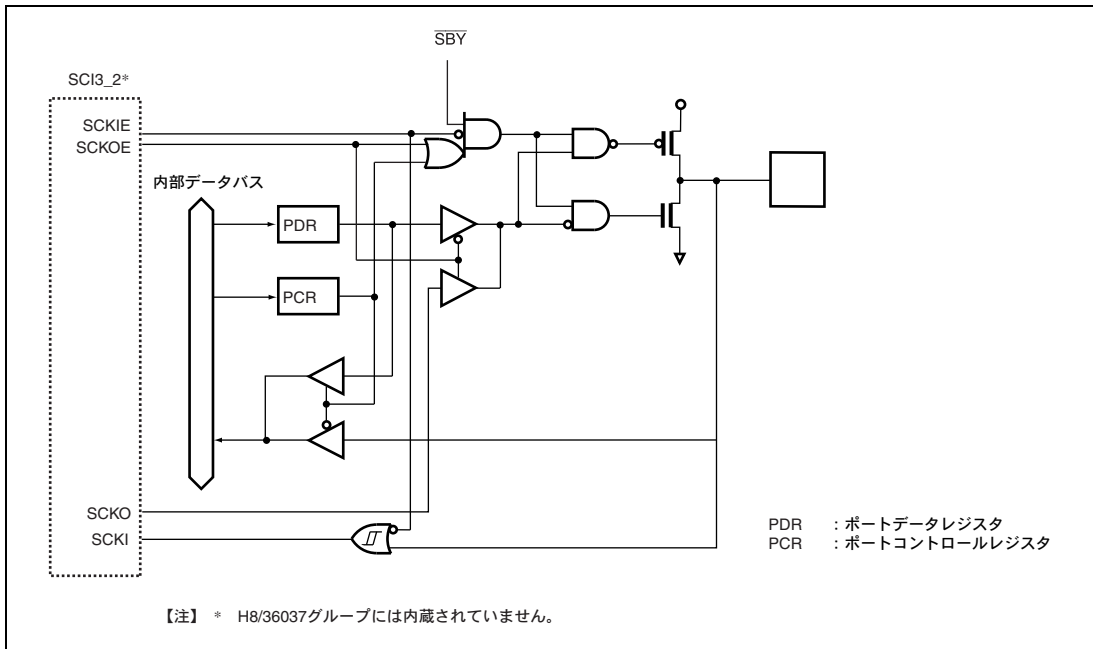 SBY
SCI3_2*
SCKIE
SCKOE
内部データバス
PDR
PCR
SCKO
SCKI
PDR :ポートデータレジスタ
PCR :ポートコントロールレジスタ
【注】 * H8/36037グループには内蔵されていません。